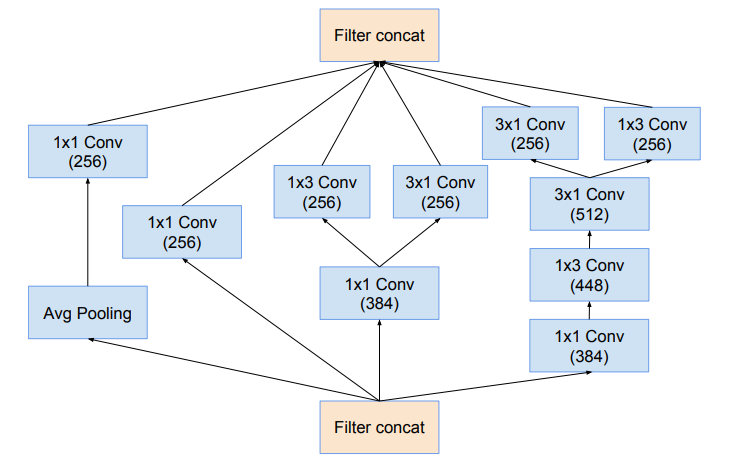 Filter concat
3x1 Conv
(256)
1x3 Conv
(256)
1x1 Conv
(256)
1x3 Conv
(256)
3x1 Conv
(256)
3x1 Conv
(512)
1x1 Conv
(256)
1x3 Conv
(448)
1x1 Conv
(384)
Avg Pooling
1x1 Conv
(384)
Filter concat